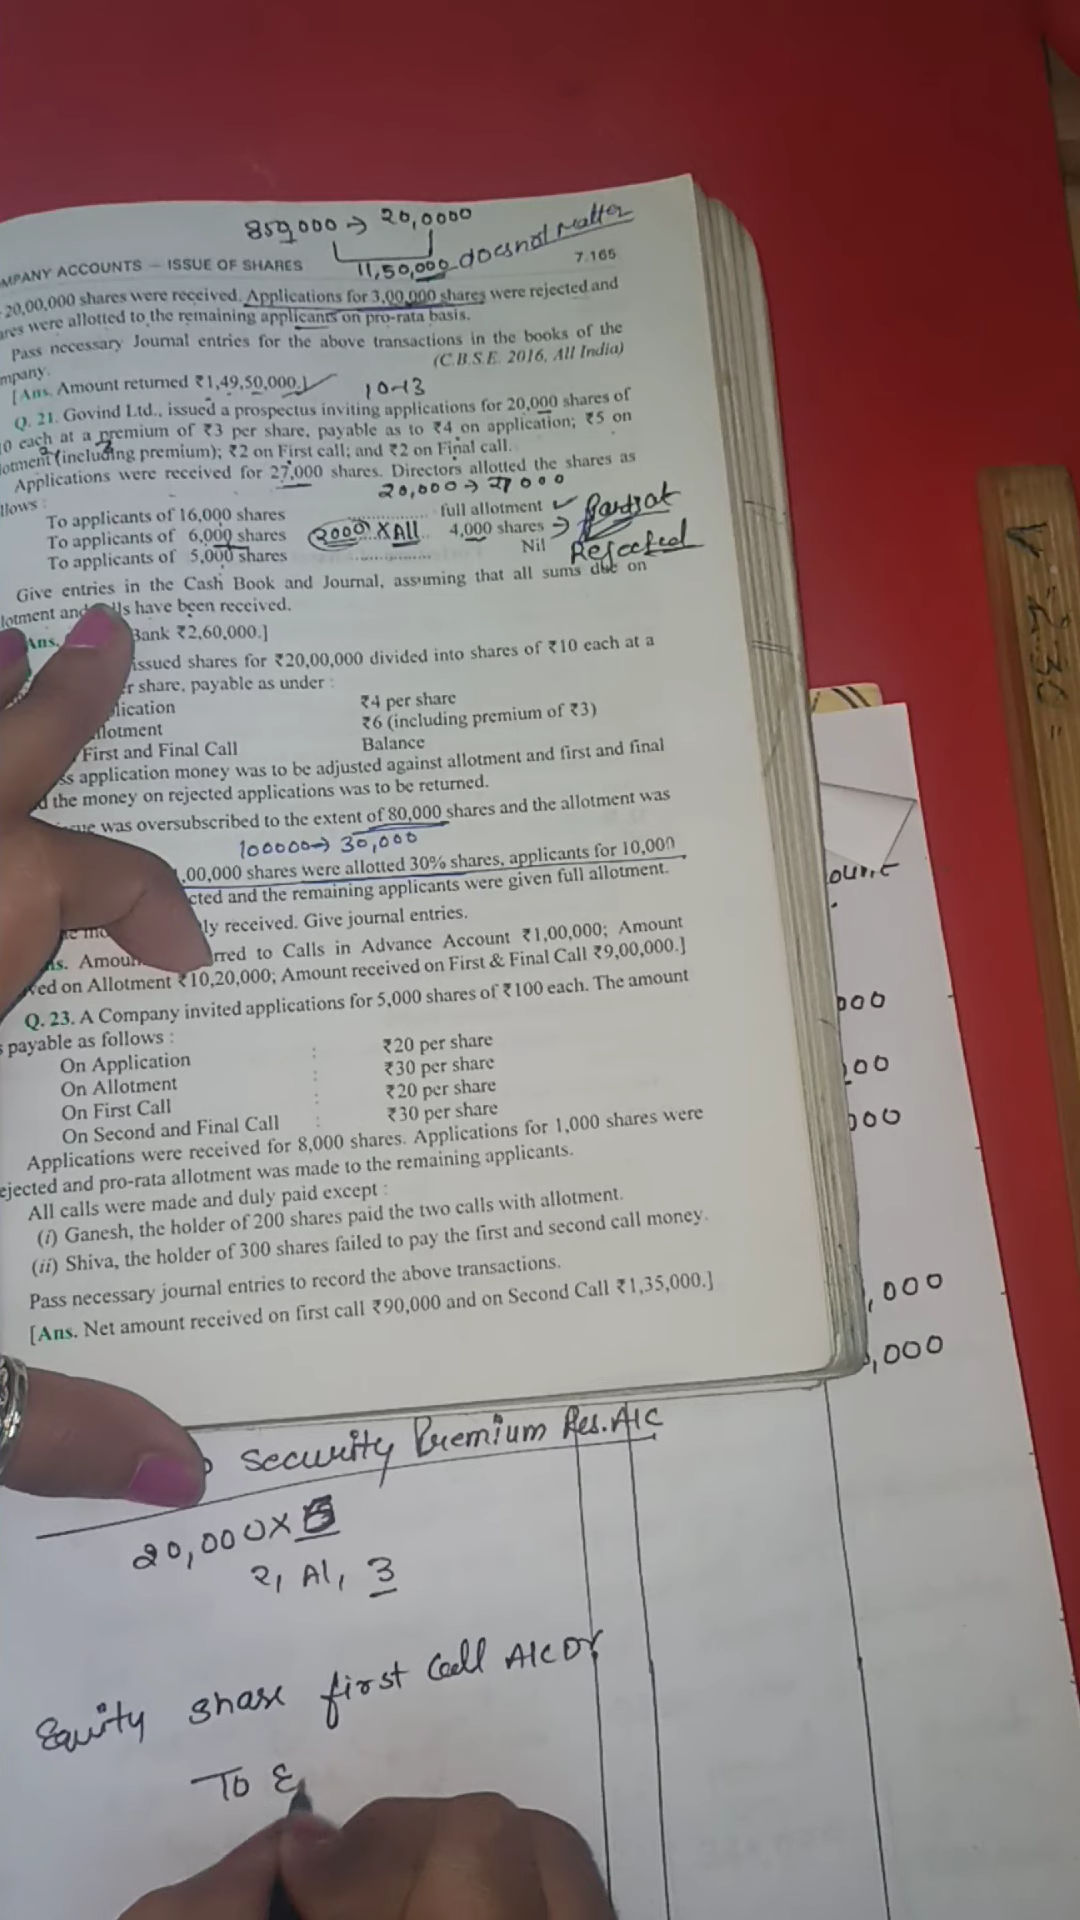 850,000 → 20,0000
11,50,000 does not matter
MPANY ACCOUNTS – ISSUE OF SHARES 7.165
20,00,000 shares were received. Applications for 3,00,000 shares were rejected and
res were allotted to the remaining applicants on pro-rata basis.
Pass necessary Journal entries for the above transactions in the books of the
mpany. (C.B.S.E. 2016, All India)
[Ans. Amount returned ₹1,49,50,000.]
10+3
Q. 21. Govind Ltd., issued a prospectus inviting applications for 20,000 shares of
0 each at a premium of ₹3 per share, payable as to ₹4 on application; ₹5 on
lotment (including premium); ₹2 on First call; and ₹2 on Final call.
Applications were received for 27,000 shares. Directors allotted the shares as
llows :
20,000 → 27000
To applicants of 16,000 shares full allotment
To applicants of 6,000 shares 2000 X All 4,000 shares →
To applicants of 5,000 shares Nil Rejected
Give entries in the Cash Book and Journal, assuming that all sums due on
lotment and lls have been received.
Ans. Bank ₹2,60,000.]
issued shares for ₹20,00,000 divided into shares of ₹10 each at a
r share, payable as under :
lication ₹4 per share
llotment ₹6 (including premium of ₹3)
First and Final Call Balance
ss application money was to be adjusted against allotment and first and final
d the money on rejected applications was to be returned.
ssue was oversubscribed to the extent of 80,000 shares and the allotment was
100000 → 30,000
,00,000 shares were allotted 30% shares, applicants for 10,000
cted and the remaining applicants were given full allotment.
e mo ly received. Give journal entries.
s. Amoun rred to Calls in Advance Account ₹1,00,000; Amount
ved on Allotment ₹10,20,000; Amount received on First & Final Call ₹9,00,000.]
Q. 23. A Company invited applications for 5,000 shares of ₹100 each. The amount
s payable as follows :
On Application : ₹20 per share
On Allotment : ₹30 per share
On First Call : ₹20 per share
On Second and Final Call : ₹30 per share
Applications were received for 8,000 shares. Applications for 1,000 shares were
ejected and pro-rata allotment was made to the remaining applicants.
All calls were made and duly paid except :
(i) Ganesh, the holder of 200 shares paid the two calls with allotment.
(ii) Shiva, the holder of 300 shares failed to pay the first and second call money.
Pass necessary journal entries to record the above transactions.
[Ans. Net amount received on first call ₹90,000 and on Second Call ₹1,35,000.]
ount
000
00
000
,000
,000
Security Premium Res. A/C
20,000X
2, Al, 3
Equity share first Call A/C Dr
To E